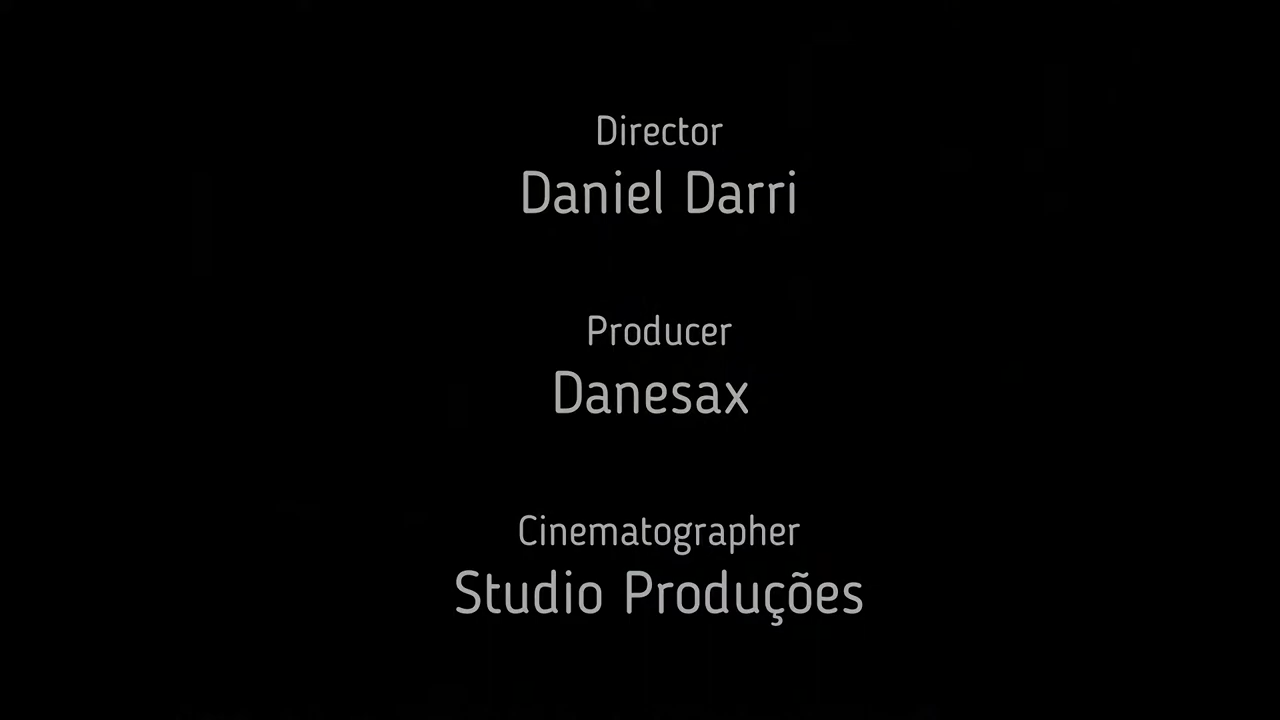 Director
Daniel Darri
Producer
Danesax
Cinematographer
Studio Produções